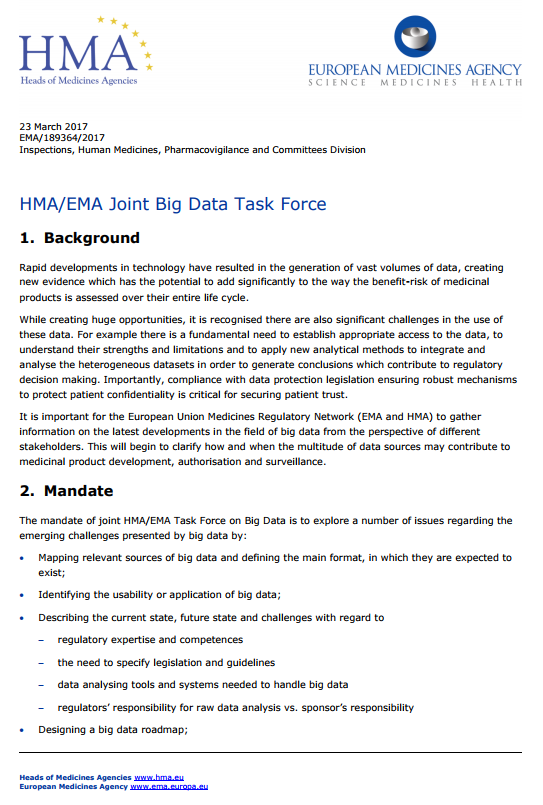 HMA
Heads of Medicines Agencies
EUROPEAN MEDICINES AGENCY
SCIENCE MEDICINES HEALTH
23 March 2017
EMA/189364/2017
Inspections, Human Medicines, Pharmacovigilance and Committees Division
HMA/EMA Joint Big Data Task Force
1. Background
Rapid developments in technology have resulted in the generation of vast volumes of data, creating
new evidence which has the potential to add significantly to the way the benefit-risk of medicinal
products is assessed over their entire life cycle.
While creating huge opportunities, it is recognised there are also significant challenges in the use of
these data. For example there is a fundamental need to establish appropriate access to the data, to
understand their strengths and limitations and to apply new analytical methods to integrate and
analyse the heterogeneous datasets in order to generate conclusions which contribute to regulatory
decision making. Importantly, compliance with data protection legislation ensuring robust mechanisms
to protect patient confidentiality is critical for securing patient trust.
It is important for the European Union Medicines Regulatory Network (EMA and HMA) to gather
information on the latest developments in the field of big data from the perspective of different
stakeholders. This will begin to clarify how and when the multitude of data sources may contribute to
medicinal product development, authorisation and surveillance.
2. Mandate
The mandate of joint HMA/EMA Task Force on Big Data is to explore a number of issues regarding the
emerging challenges presented by big data by:
• Mapping relevant sources of big data and defining the main format, in which they are expected to
exist;
• Identifying the usability or application of big data;
• Describing the current state, future state and challenges with regard to
– regulatory expertise and competences
– the need to specify legislation and guidelines
– data analysing tools and systems needed to handle big data
– regulators' responsibility for raw data analysis vs. sponsor's responsibility
• Designing a big data roadmap;
Heads of Medicines Agencies www.hma.eu
European Medicines Agency www.ema.europa.eu